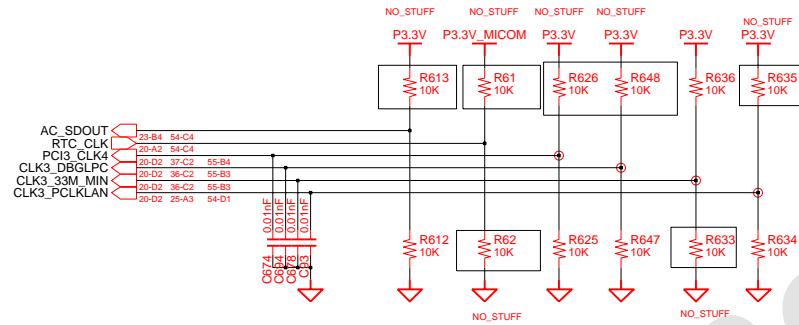 NO_STUFF NO_STUFF NO_STUFF NO_STUFF NO_STUFF
P3.3V P3.3V_MICOM P3.3V P3.3V P3.3V P3.3V
R613 R61 R626 R648 R636 R635
10K 10K 10K 10K 10K 10K
AC_SDOUT
23-B4 54-C4
RTC_CLK
20-A2 54-C4
PCI3_CLK4
20-D2 37-C2 55-B4
CLK3_DBGLPC
20-D2 36-C2 55-B3
CLK3_33M_MIN
20-D2 36-C2 55-B3
CLK3_PCLKLAN
20-D2 25-A3 54-D1
0.01nF 0.01nF 0.01nF 0.01nF
C674 C694 C678 C93
R612 R62 R625 R647 R633 R634
10K 10K 10K 10K 10K 10K
NO_STUFF NO_STUFF